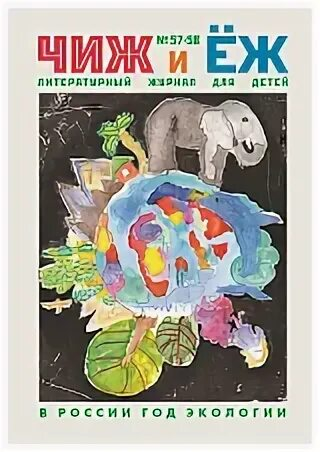 ЧИЖ и ЁЖ №57-58
ЛИТЕРАТУРНЫЙ ЖУРНАЛ ДЛЯ ДЕТЕЙ
В РОССИИ ГОД ЭКОЛОГИИ